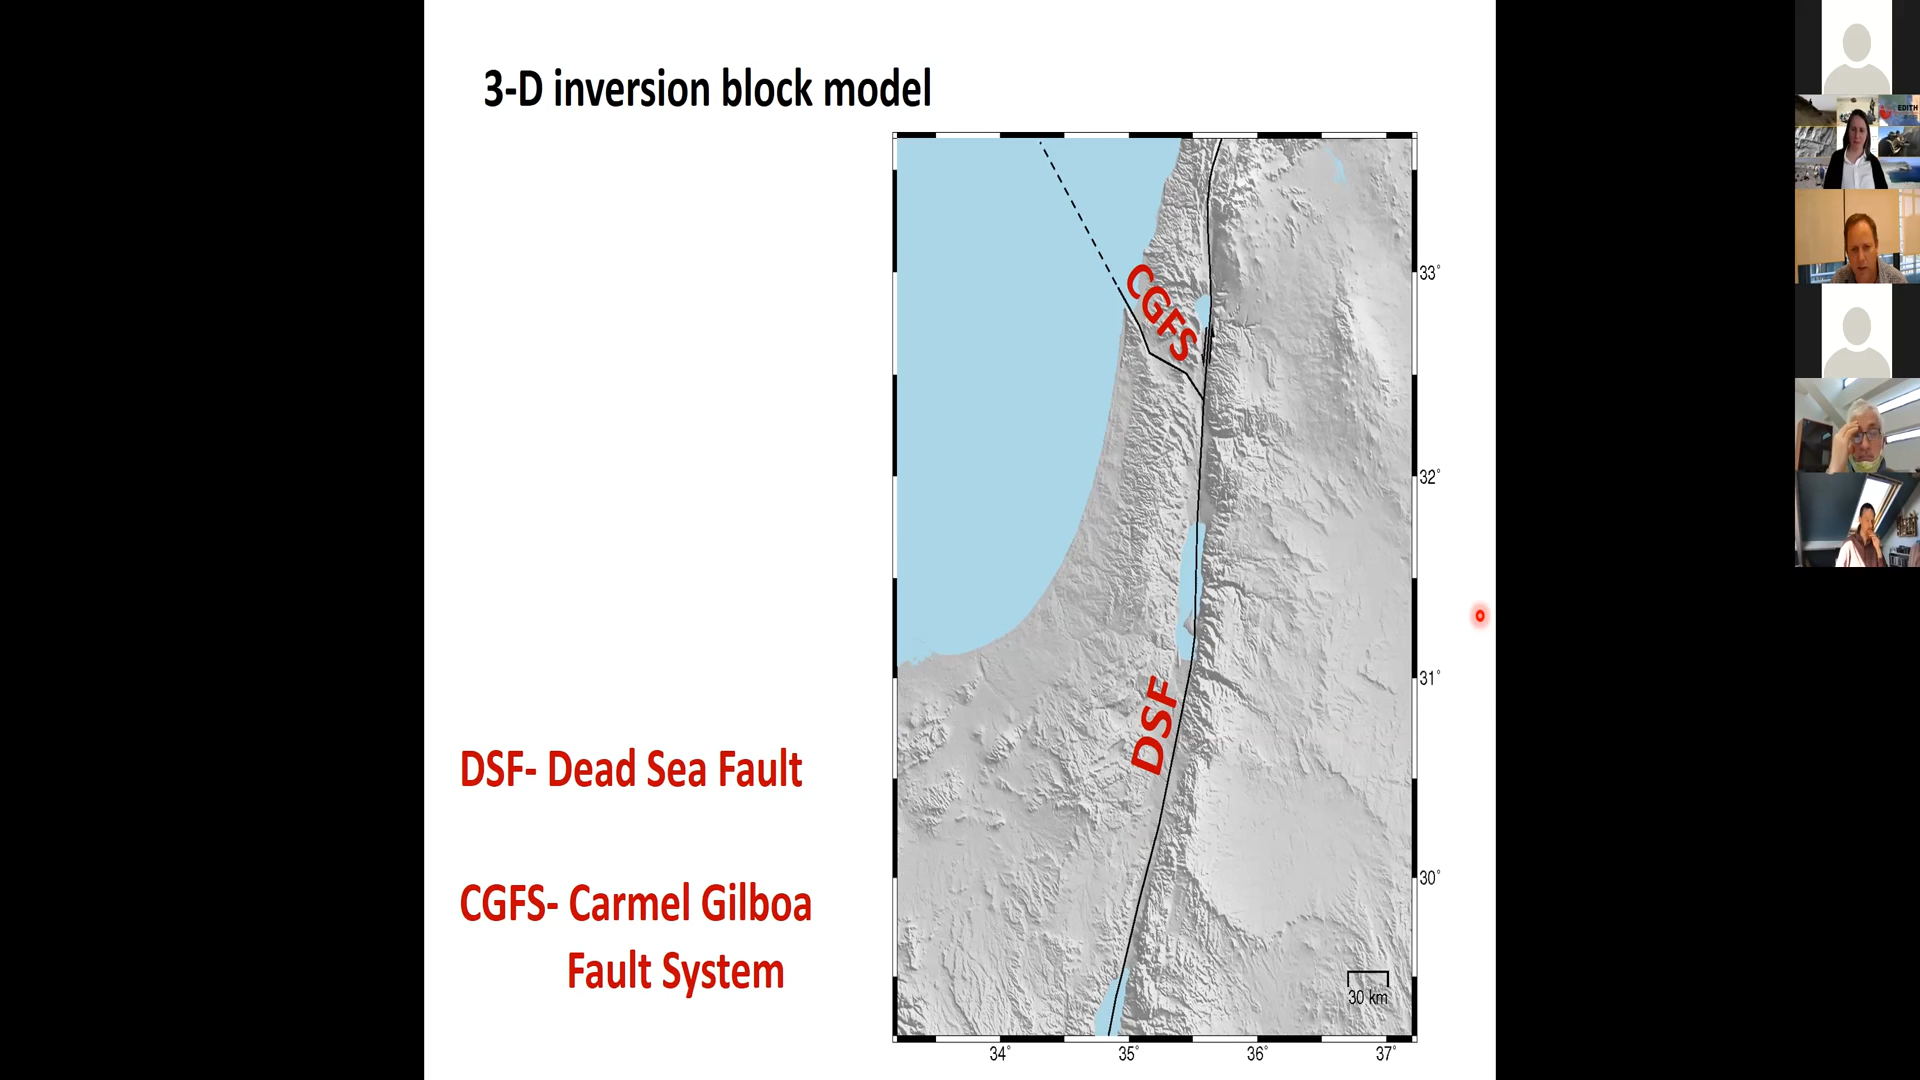 3-D inversion block model
EDITH
CGFS
33°
32°
DSF
31°
DSF- Dead Sea Fault
30°
CGFS- Carmel Gilboa
Fault System
30 km
34°
35°
36°
37°